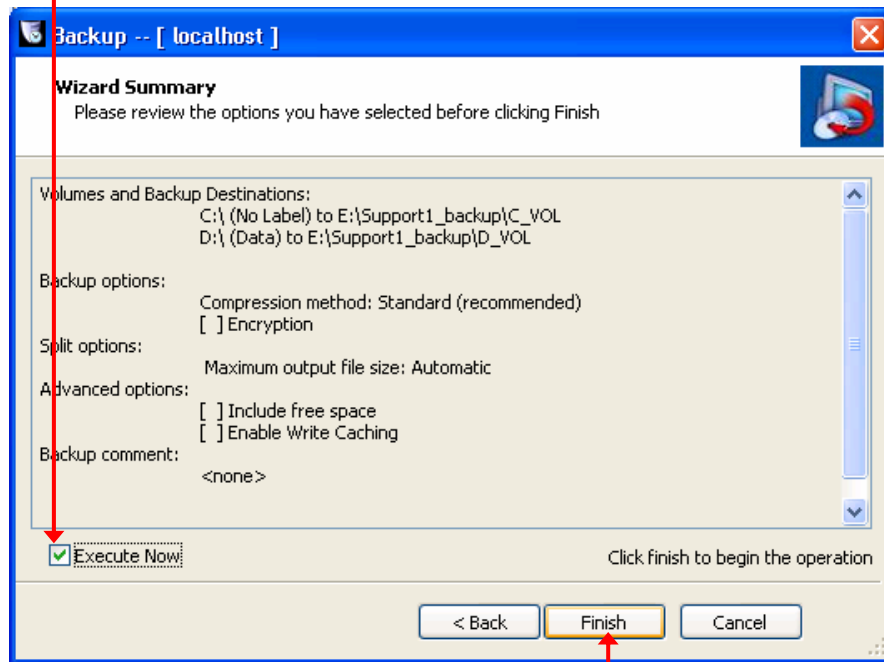 Backup -- [ localhost ]
Wizard Summary
Please review the options you have selected before clicking Finish
Volumes and Backup Destinations:
C:\ (No Label) to E:\Support1_backup\C_VOL
D:\ (Data) to E:\Support1_backup\D_VOL
Backup options:
Compression method: Standard (recommended)
[ ] Encryption
Split options:
Maximum output file size: Automatic
Advanced options:
[ ] Include free space
[ ] Enable Write Caching
Backup comment:
<none>
Execute Now
Click finish to begin the operation
< Back
Finish
Cancel